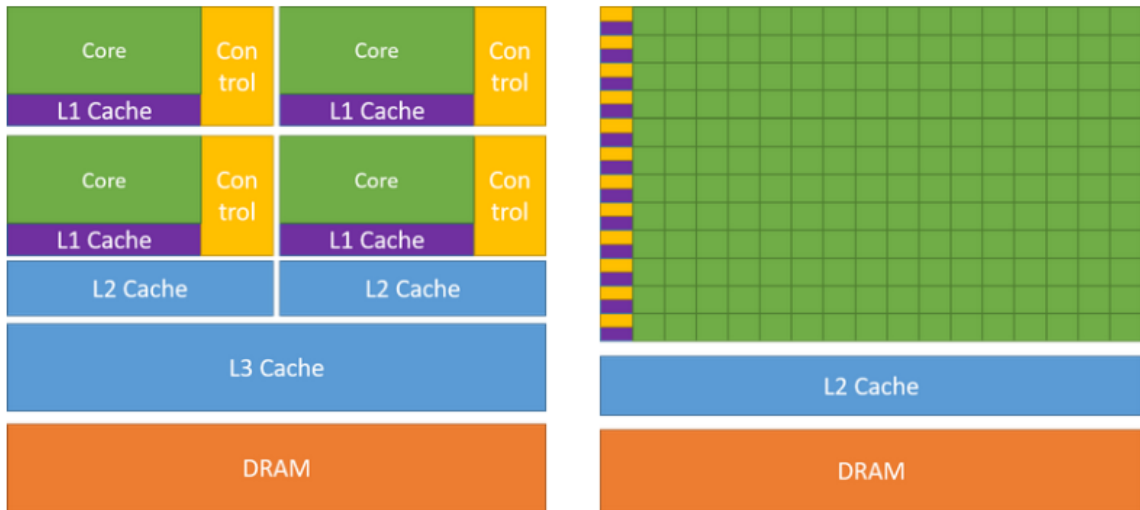 Core
Con
trol
L1 Cache
Core
Con
trol
L1 Cache
Core
Con
trol
L1 Cache
Core
Con
trol
L1 Cache
L2 Cache
L2 Cache
L3 Cache
DRAM
L2 Cache
DRAM